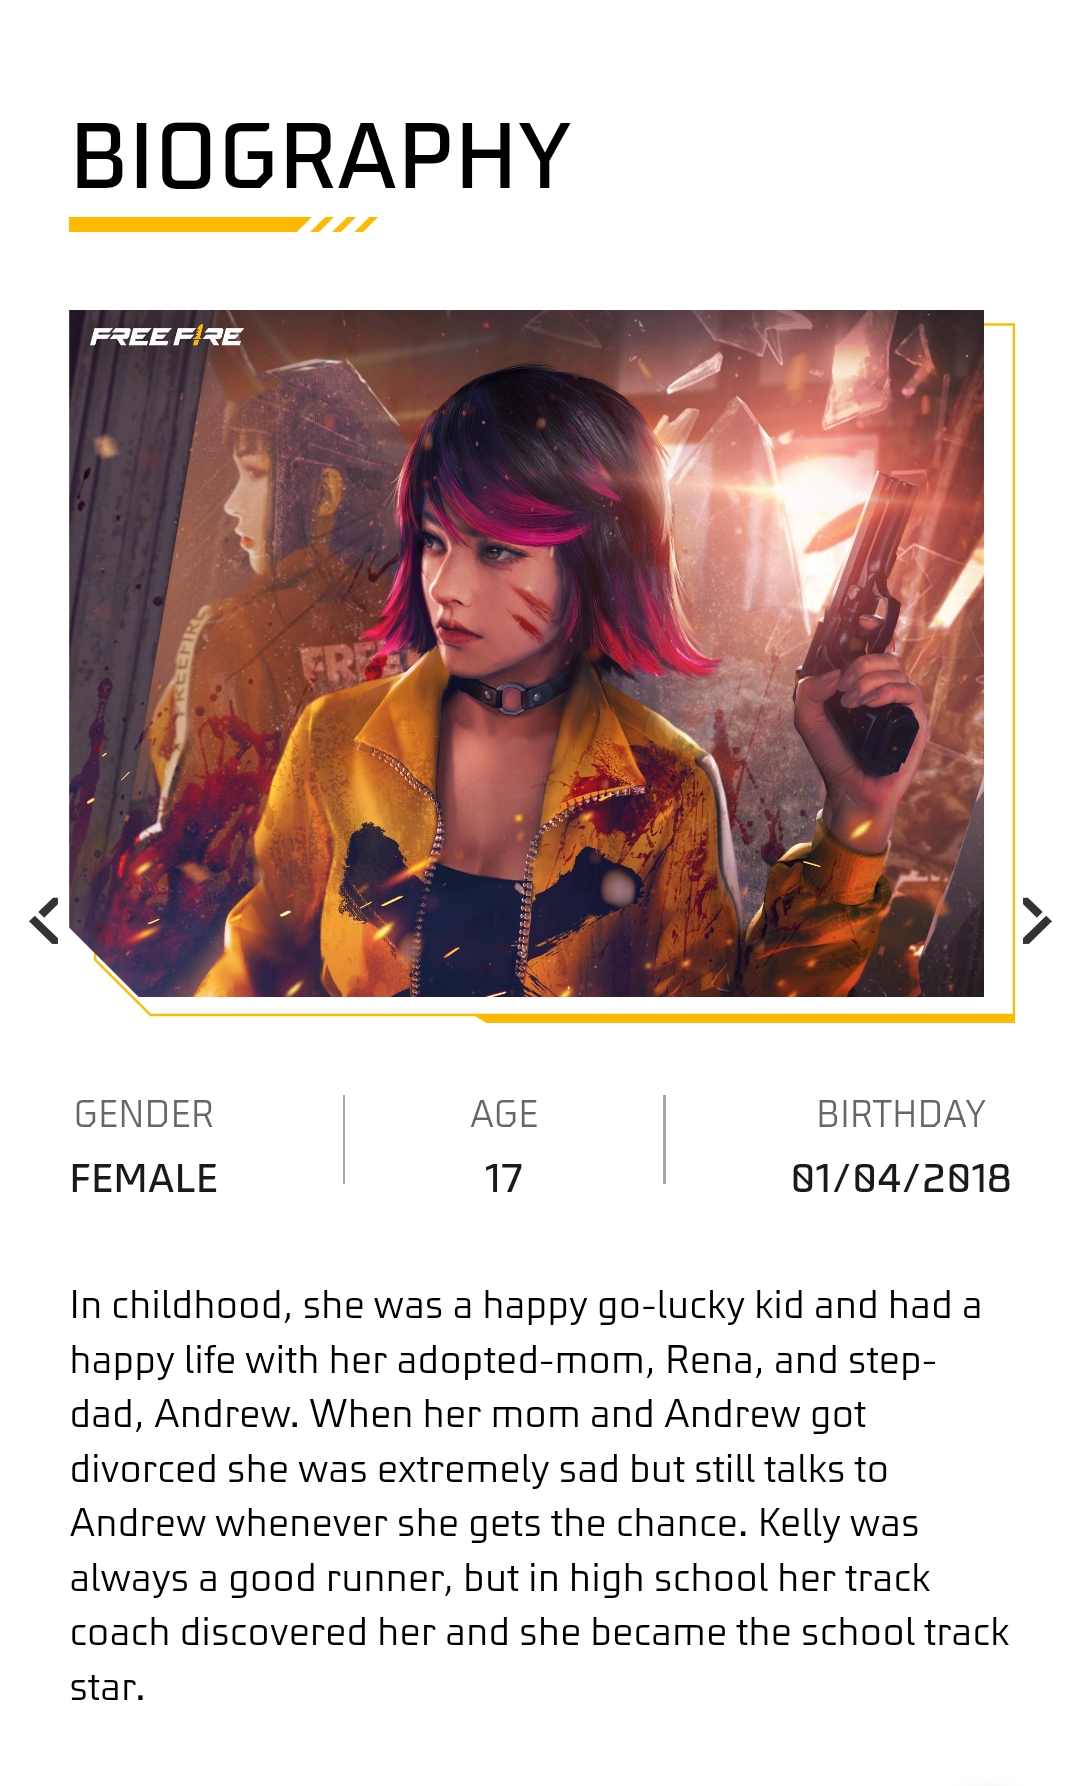 BIOGRAPHY
FREE FIRE
FREEFIRE
FREE
GENDER
AGE
BIRTHDAY
FEMALE
17
01/04/2018
In childhood, she was a happy go-lucky kid and had a
happy life with her adopted-mom, Rena, and step-
dad, Andrew. When her mom and Andrew got
divorced she was extremely sad but still talks to
Andrew whenever she gets the chance. Kelly was
always a good runner, but in high school her track
coach discovered her and she became the school track
star.